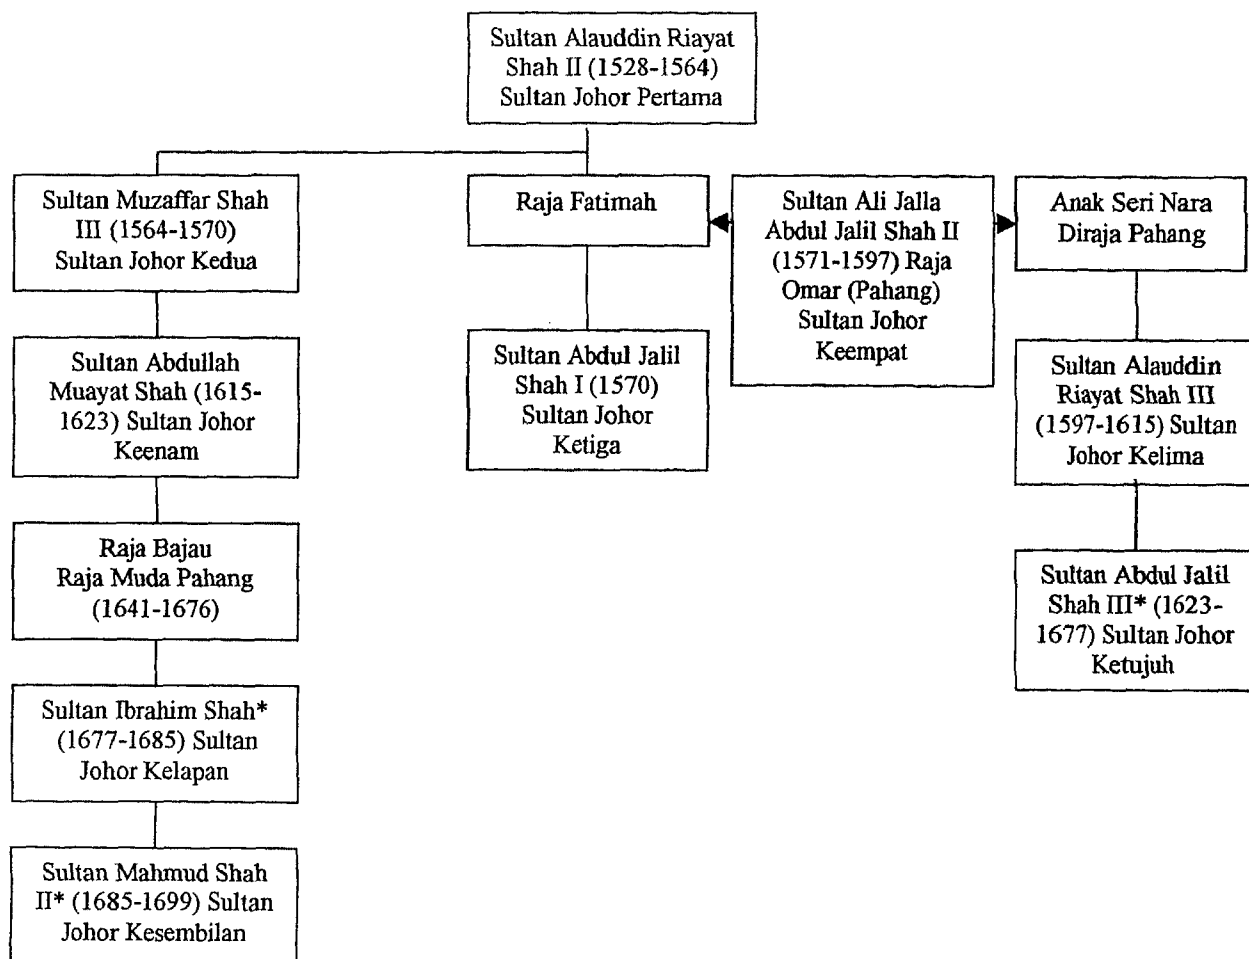 Sultan Alauddin Riayat
Shah II (1528-1564)
Sultan Johor Pertama
Sultan Muzaffar Shah
III (1564-1570)
Sultan Johor Kedua
Raja Fatimah
Sultan Ali Jalla
Abdul Jalil Shah II
(1571-1597) Raja
Omar (Pahang)
Sultan Johor
Keempat
Anak Seri Nara
Diraja Pahang
Sultan Abdullah
Muayat Shah (1615-
1623) Sultan Johor
Keenam
Sultan Abdul Jalil
Shah I (1570)
Sultan Johor
Ketiga
Sultan Alauddin
Riayat Shah III
(1597-1615) Sultan
Johor Kelima
Raja Bajau
Raja Muda Pahang
(1641-1676)
Sultan Abdul Jalil
Shah III* (1623-
1677) Sultan Johor
Ketujuh
Sultan Ibrahim Shah*
(1677-1685) Sultan
Johor Kelapan
Sultan Mahmud Shah
II* (1685-1699) Sultan
Johor Kesembilan